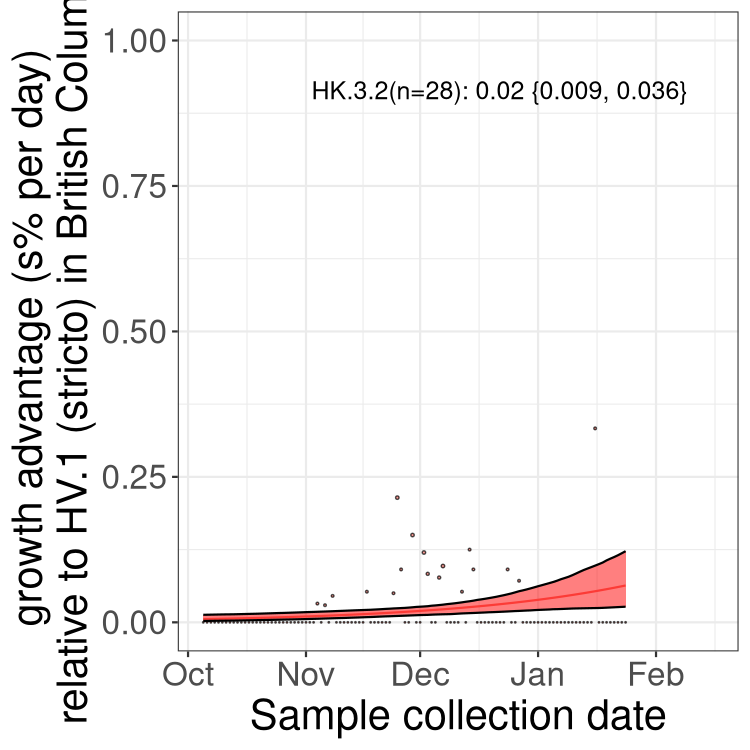 growth advantage (s% per day)
relative to HV.1 (stricto) in British Colum
1.00
0.75
0.50
0.25
0.00
HK.3.2(n=28): 0.02 {0.009, 0.036}
Oct Nov Dec Jan Feb
Sample collection date